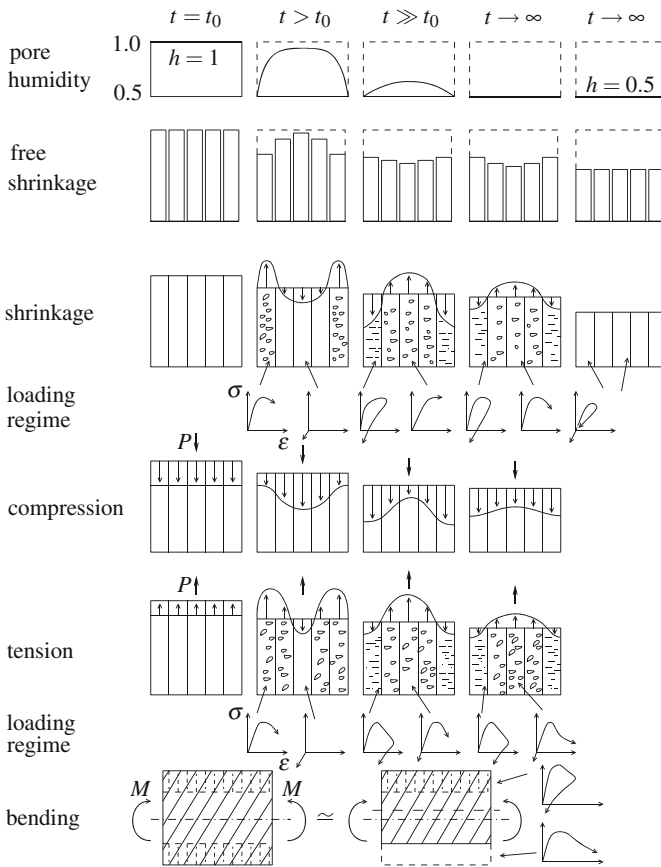 t = t₀ t > t₀ t ≫ t₀ t → ∞ t → ∞
pore humidity
1.0
0.5
h = 1
h = 0.5
free shrinkage
shrinkage
loading regime
σ
ε
P
compression
P
tension
loading regime
σ
ε
bending
M
M
≃